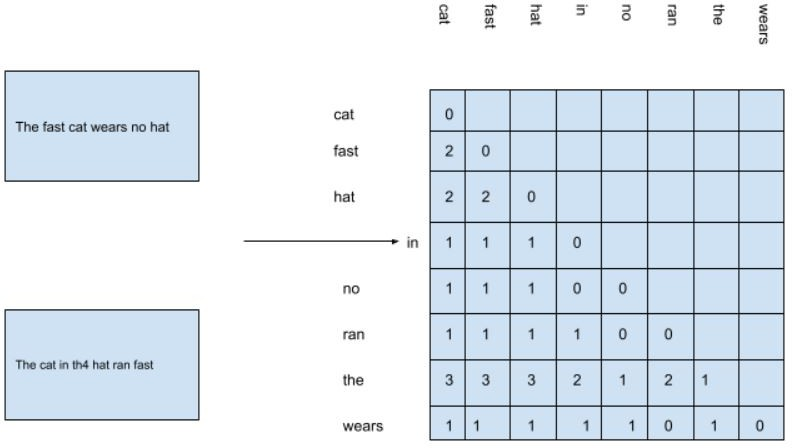 cat fast hat in no ran the wears
The fast cat wears no hat
cat 0
fast 2 0
hat 2 2 0
in 1 1 1 0
no 1 1 1 0 0
ran 1 1 1 1 0 0
The cat in th4 hat ran fast
the 3 3 3 2 1 2 1
wears 1 1 1 1 1 0 1 0